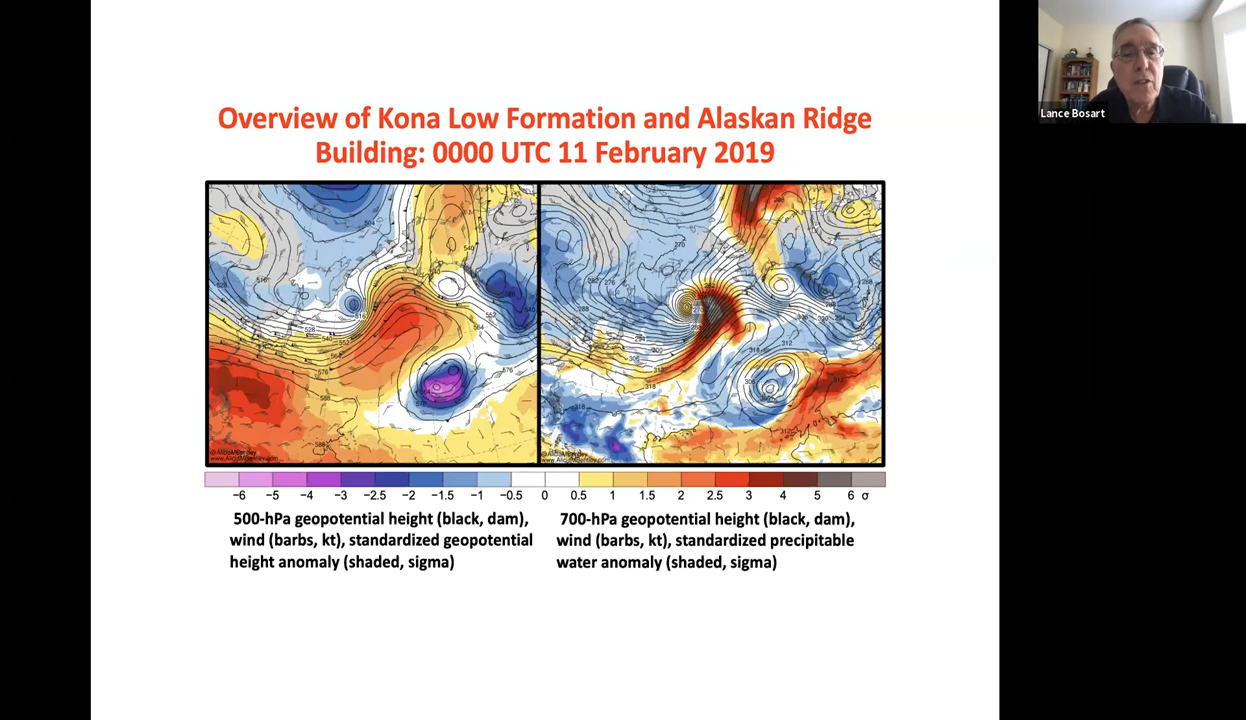 Overview of Kona Low Formation and Alaskan Ridge
Building: 0000 UTC 11 February 2019
Lance Bosart
−6 −5 −4 −3 −2.5 −2 −1.5 −1 −0.5 0 0.5 1 1.5 2 2.5 3 4 5 6 σ
500-hPa geopotential height (black, dam),
wind (barbs, kt), standardized geopotential
height anomaly (shaded, sigma)
700-hPa geopotential height (black, dam),
wind (barbs, kt), standardized precipitable
water anomaly (shaded, sigma)